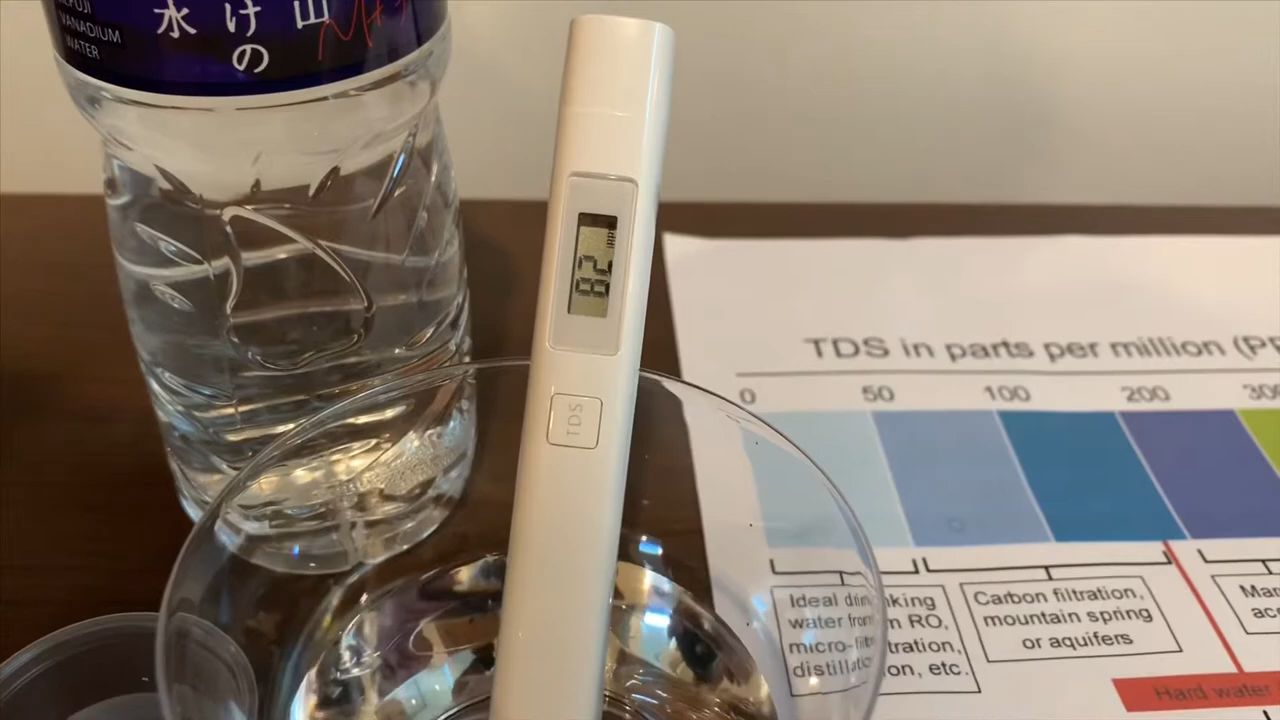 VANADIUM
WATER
山
けの
水
82
TDS
TDS in parts per million
0 50 100 200
Ideal drinking
water from RO,
micro-filtration,
distillation, etc.
Carbon filtration,
mountain spring
or aquifers
Hard water